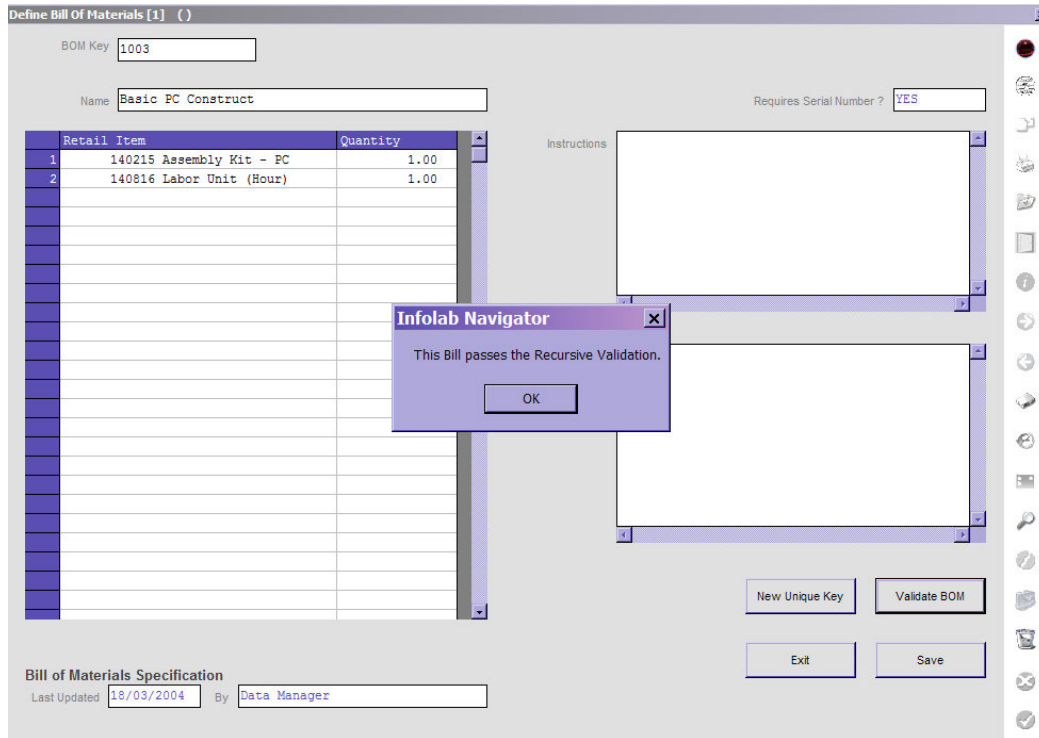 Define Bill Of Materials [1] ( )
BOM Key 1003
Name Basic PC Construct
Requires Serial Number ? YES
Retail Item Quantity
1 140215 Assembly Kit - PC 1.00
2 140816 Labor Unit (Hour) 1.00
Instructions
Infolab Navigator
This Bill passes the Recursive Validation.
OK
New Unique Key Validate BOM
Exit Save
Bill of Materials Specification
Last Updated 18/03/2004 By Data Manager